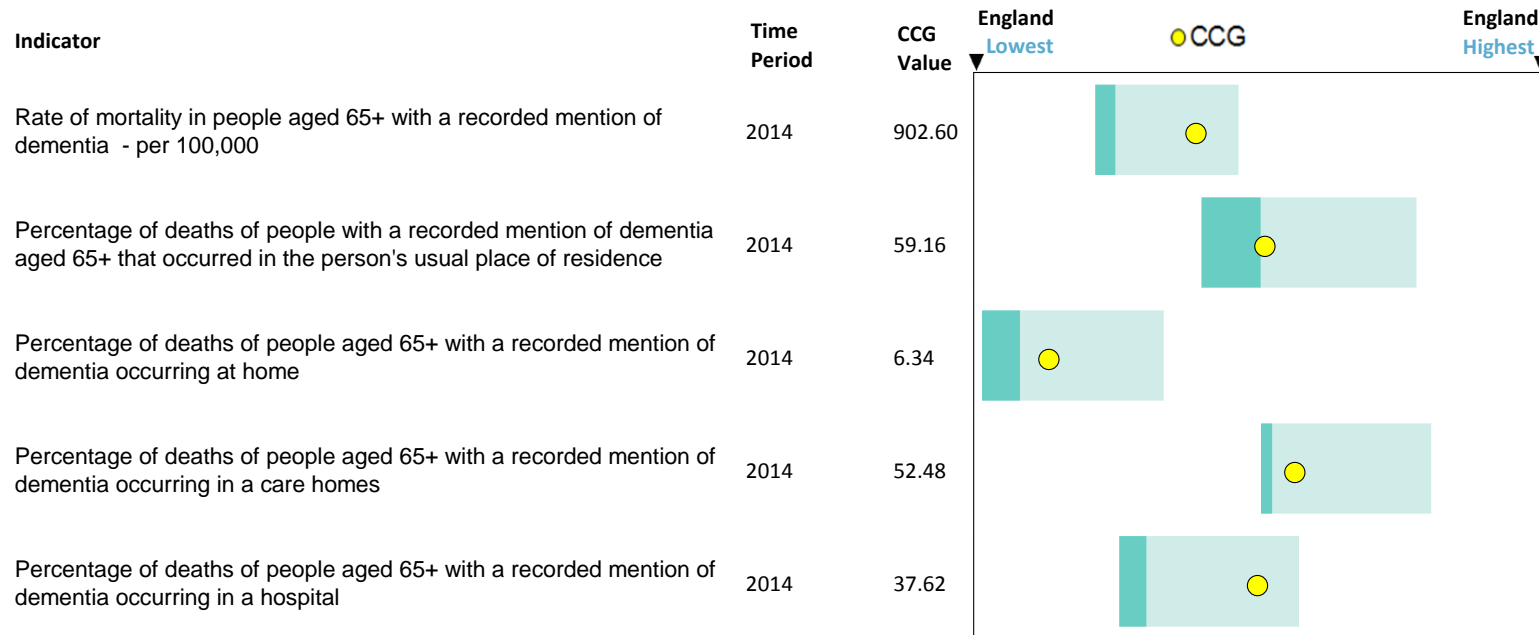 Indicator
Time
Period
CCG
Value
England
Lowest
CCG
England
Highest
Rate of mortality in people aged 65+ with a recorded mention of
dementia - per 100,000
2014
902.60
Percentage of deaths of people with a recorded mention of dementia
aged 65+ that occurred in the person's usual place of residence
2014
59.16
Percentage of deaths of people aged 65+ with a recorded mention of
dementia occurring at home
2014
6.34
Percentage of deaths of people aged 65+ with a recorded mention of
dementia occurring in a care homes
2014
52.48
Percentage of deaths of people aged 65+ with a recorded mention of
dementia occurring in a hospital
2014
37.62